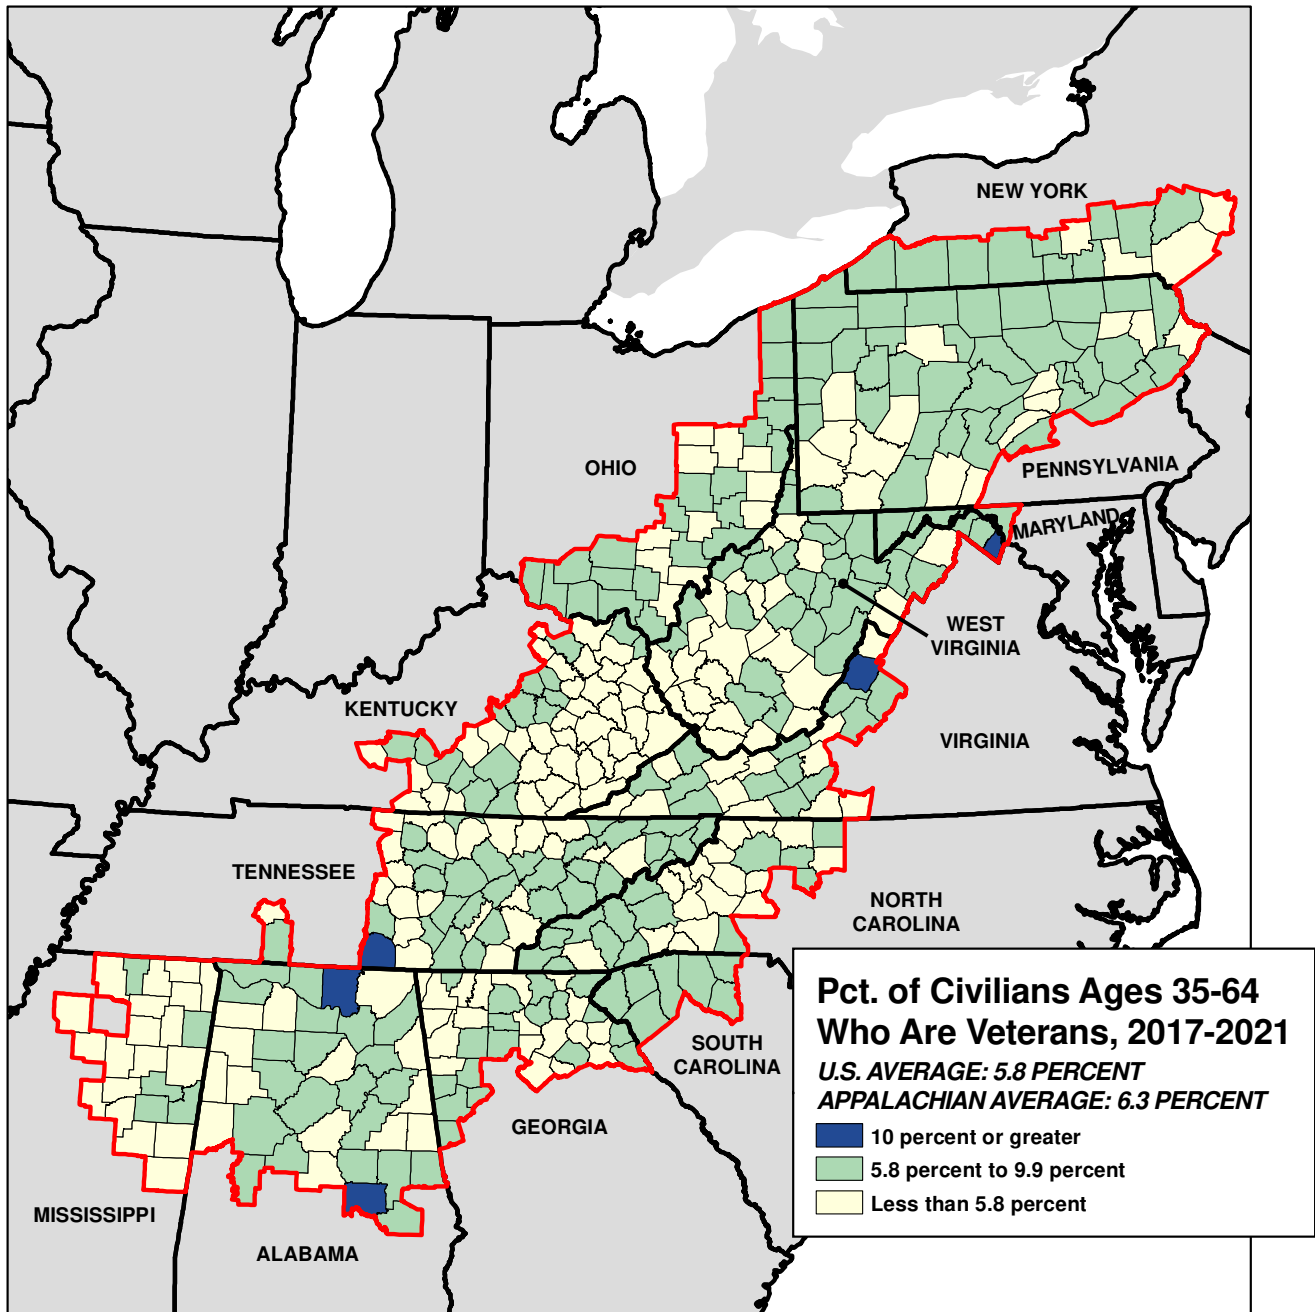 NEW YORK
OHIO
PENNSYLVANIA
MARYLAND
WEST
VIRGINIA
KENTUCKY
VIRGINIA
TENNESSEE
NORTH
CAROLINA
SOUTH
CAROLINA
GEORGIA
MISSISSIPPI
ALABAMA
Pct. of Civilians Ages 35-64
Who Are Veterans, 2017-2021
U.S. AVERAGE: 5.8 PERCENT
APPALACHIAN AVERAGE: 6.3 PERCENT
10 percent or greater
5.8 percent to 9.9 percent
Less than 5.8 percent